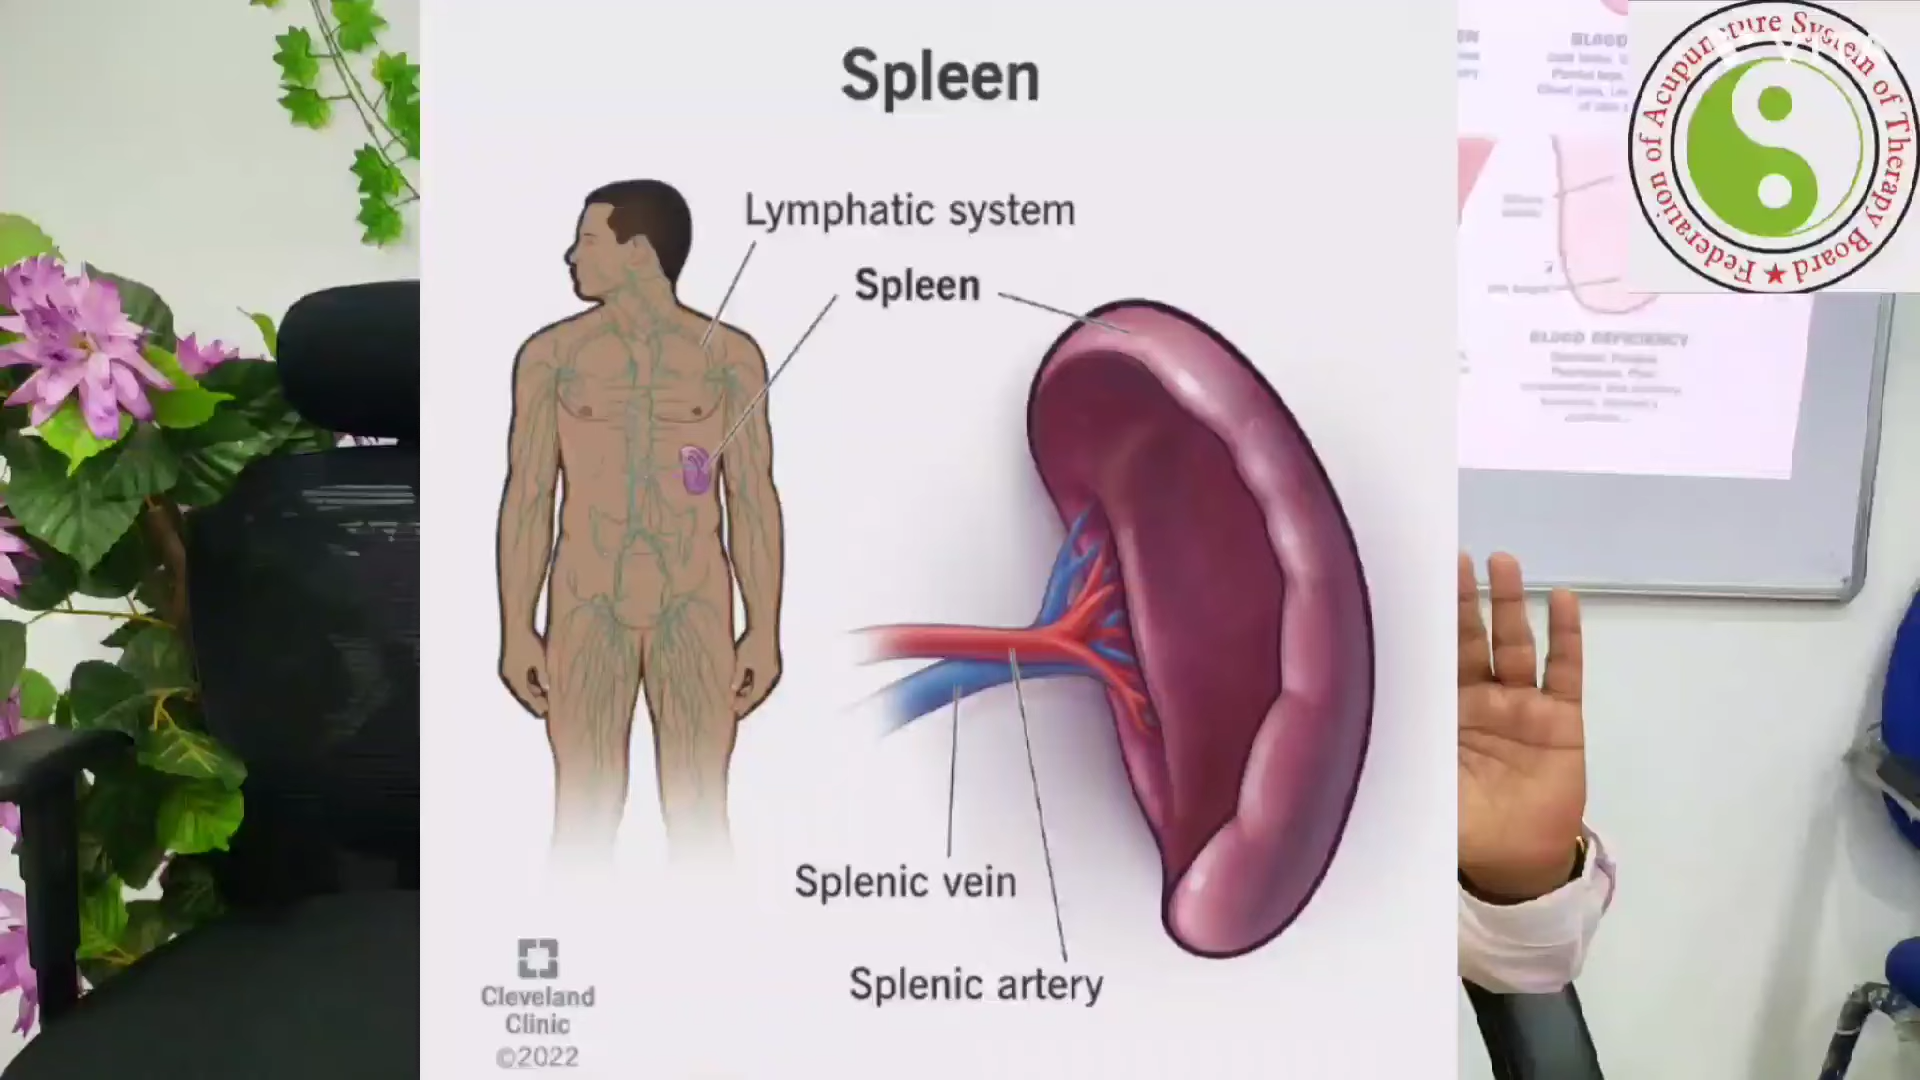 Spleen
Lymphatic system
Spleen
Splenic vein
Splenic artery
Cleveland
Clinic
©2022
Federation of Acupuncture System of Therapy Board
BLOOD
BLOOD DEFICIENCY